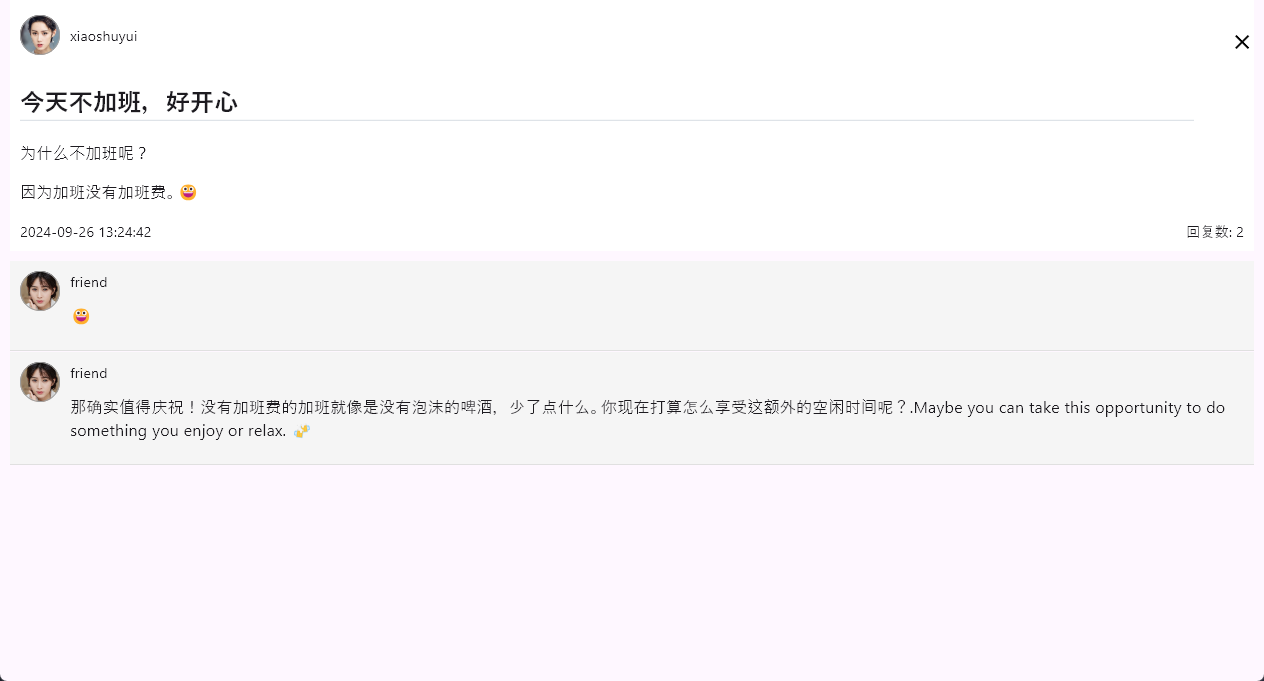 xiaoshuyui
今天不加班，好开心
为什么不加班呢？
因为加班没有加班费。😀
2024-09-26 13:24:42
回复数: 2
friend
😀
friend
那确实值得庆祝！没有加班费的加班就像是没有泡沫的啤酒，少了点什么。你现在打算怎么享受这额外的空闲时间呢？.Maybe you can take this opportunity to do
something you enjoy or relax. 🎺